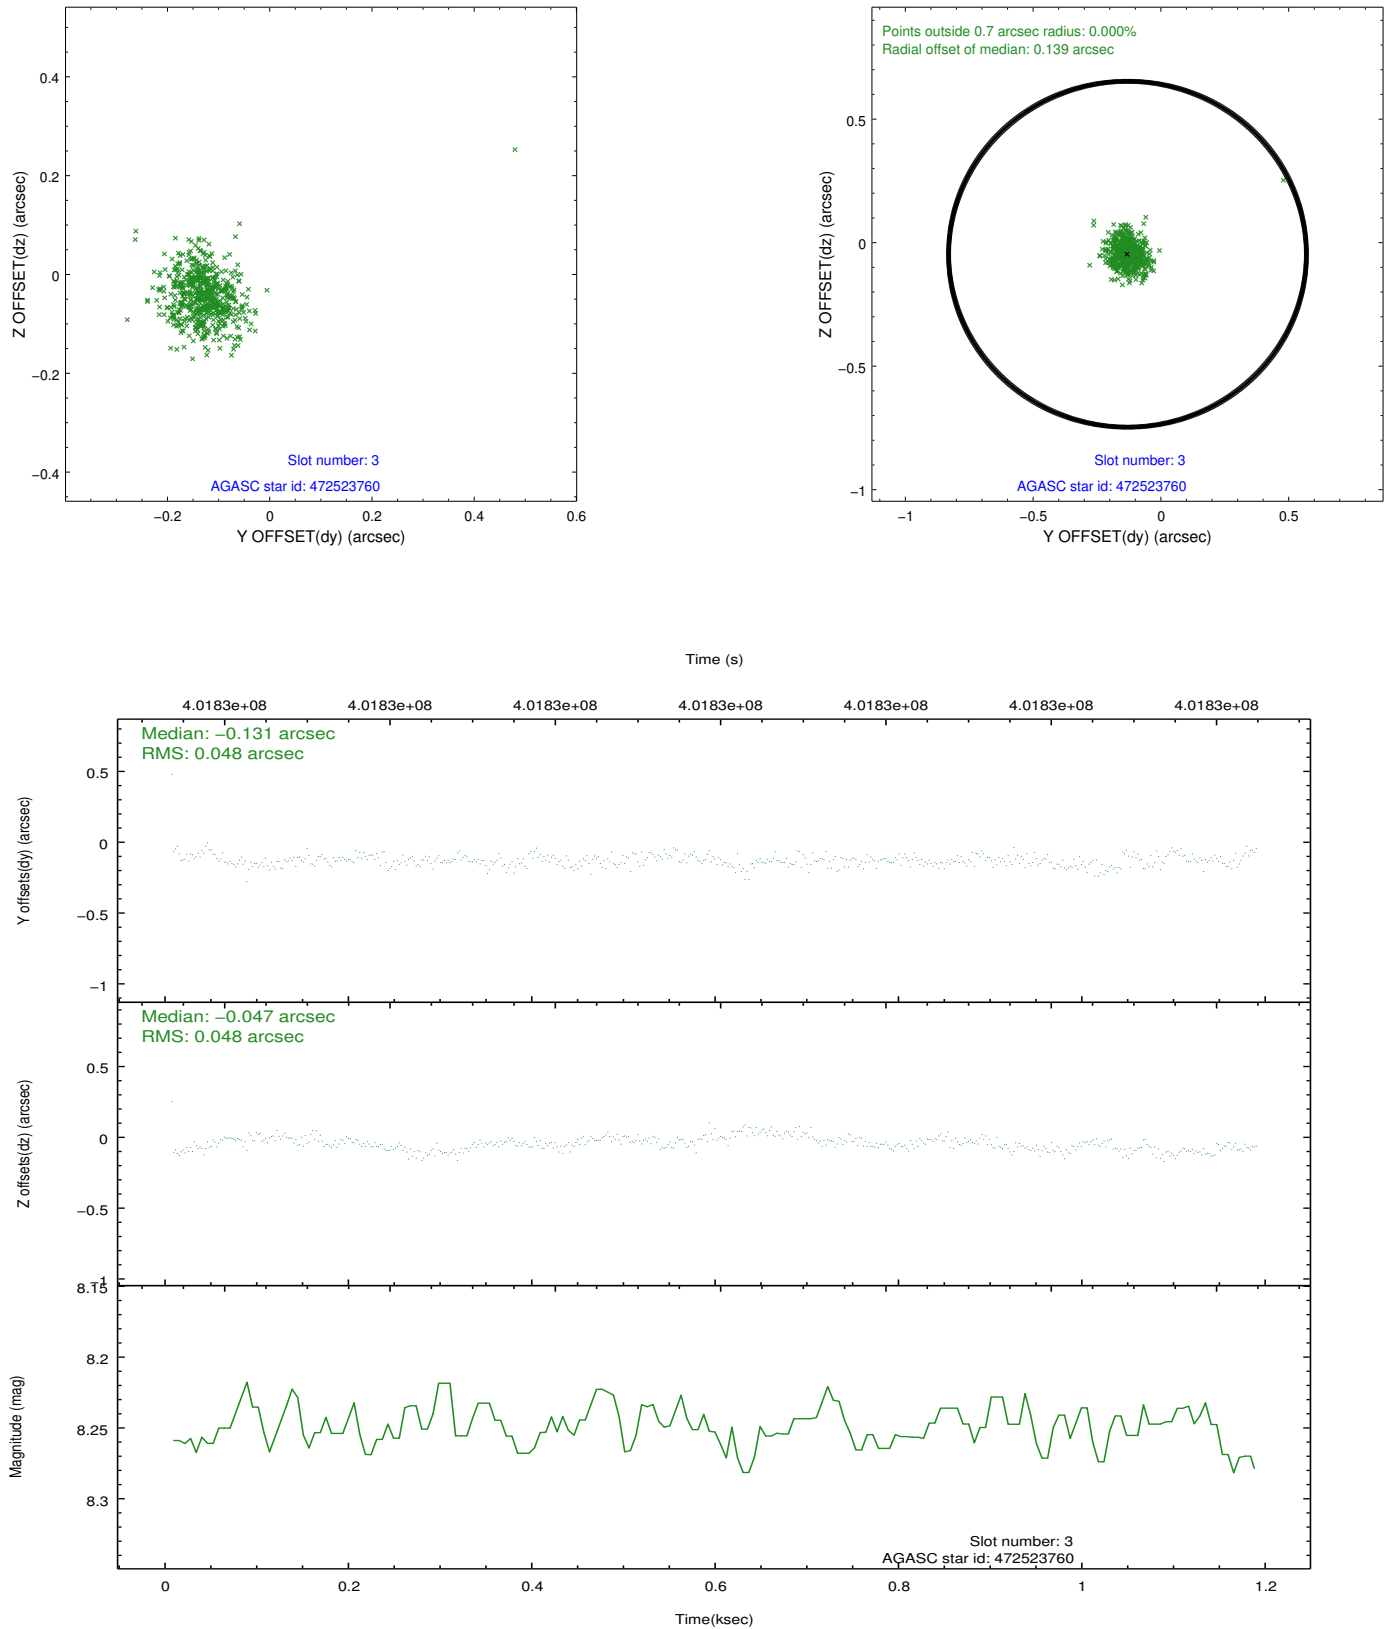 0.4
0.2
0
−0.2
−0.4
Z OFFSET(dz) (arcsec)
Slot number: 3
AGASC star id: 472523760
−0.2
0
0.2
0.4
0.6
Y OFFSET(dy) (arcsec)
Points outside 0.7 arcsec radius: 0.000%
Radial offset of median: 0.139 arcsec
0.5
0
−0.5
−1
Z OFFSET(dz) (arcsec)
Slot number: 3
AGASC star id: 472523760
−1
−0.5
0
0.5
Y OFFSET(dy) (arcsec)
Time (s)
4.0183e+08
4.0183e+08
4.0183e+08
4.0183e+08
4.0183e+08
4.0183e+08
4.0183e+08
Median: −0.131 arcsec
RMS: 0.048 arcsec
0.5
0
−0.5
−1
Y offsets(dy) (arcsec)
Median: −0.047 arcsec
RMS: 0.048 arcsec
0.5
0
−0.5
−1
Z offsets(dz) (arcsec)
8.15
8.2
8.25
8.3
Magnitude (mag)
Slot number: 3
AGASC star id: 472523760
0
0.2
0.4
0.6
0.8
1
1.2
Time(ksec)